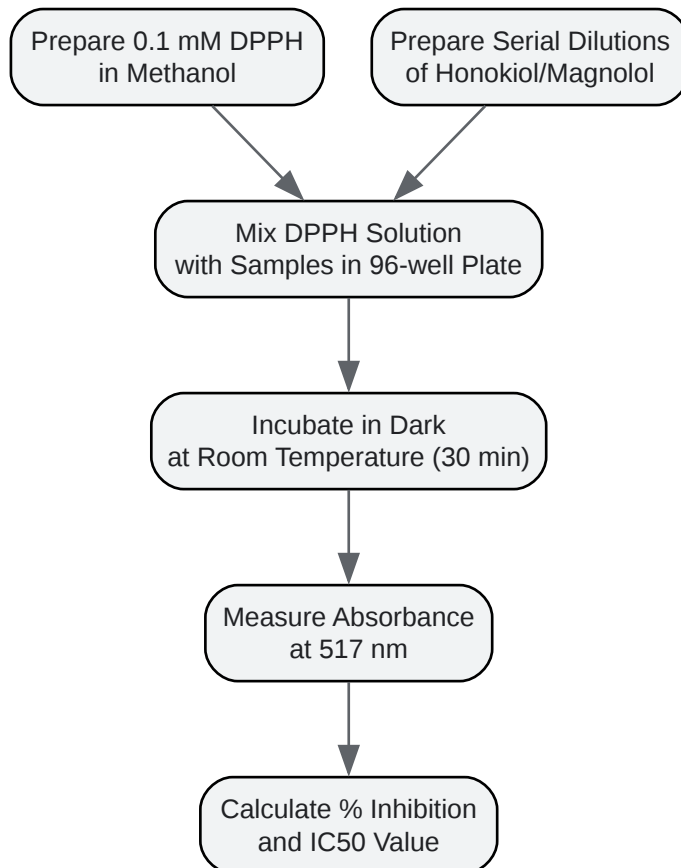 Prepare 0.1 mM DPPH
in Methanol
Prepare Serial Dilutions
of Honokiol/Magnolol
Mix DPPH Solution
with Samples in 96-well Plate
Incubate in Dark
at Room Temperature (30 min)
Measure Absorbance
at 517 nm
Calculate % Inhibition
and IC50 Value